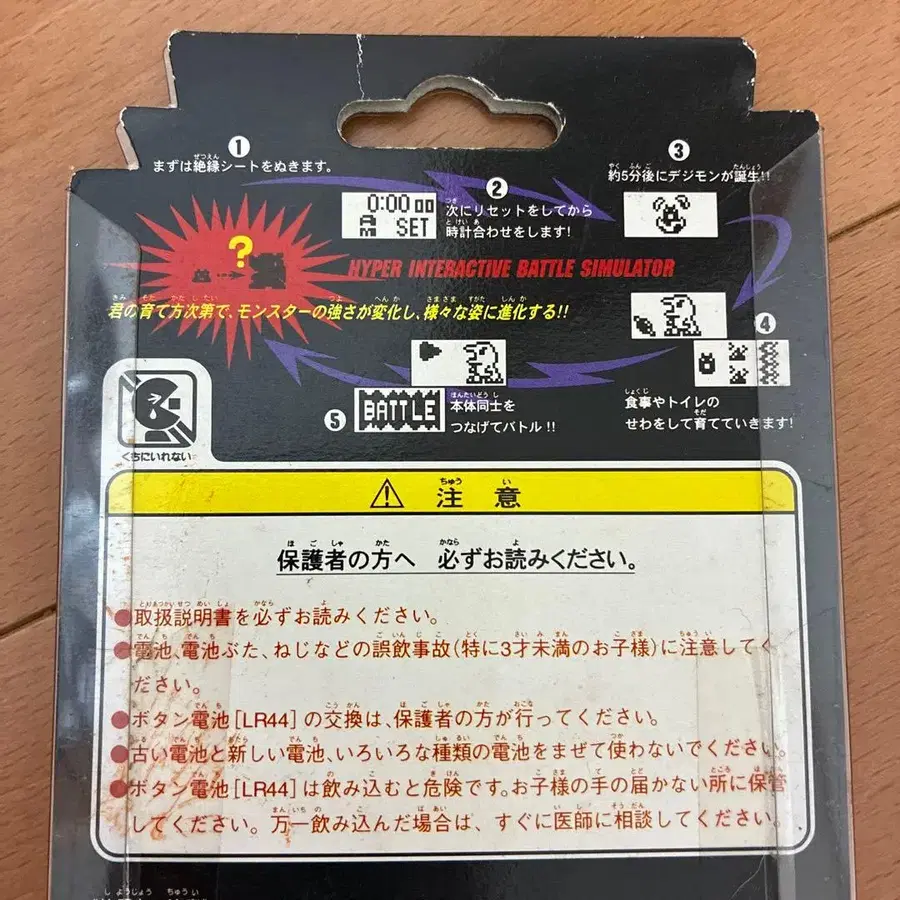 ①
まずは絶縁シートをぬきます。
0:00 00
AM SET
②
次にリセットをしてから
時計合わせをします!
③
約5分後にデジモンが誕生!!
?
HYPER INTERACTIVE BATTLE SIMULATOR
君の育て方次第で、モンスターの強さが変化し、様々な姿に進化する!!
④
食事やトイレの
せわをして育てていきます!
⑤
BATTLE
本体同士を
つなげてバトル!!
くちにいれない
注意
保護者の方へ 必ずお読みください。
●取扱説明書を必ずお読みください。
●電池、電池ぶた、ねじなどの誤飲事故(特に3才未満のお子様)に注意してく
ださい。
●ボタン電池[LR44]の交換は、保護者の方が行ってください。
●古い電池と新しい電池、いろいろな種類の電池をまぜて使わないでください。
●ボタン電池[LR44]は飲み込むと危険です。お子様の手の届かない所に保管
してください。万一飲み込んだ場合は、すぐに医師に相談してください。
しようじょう ちゅうい